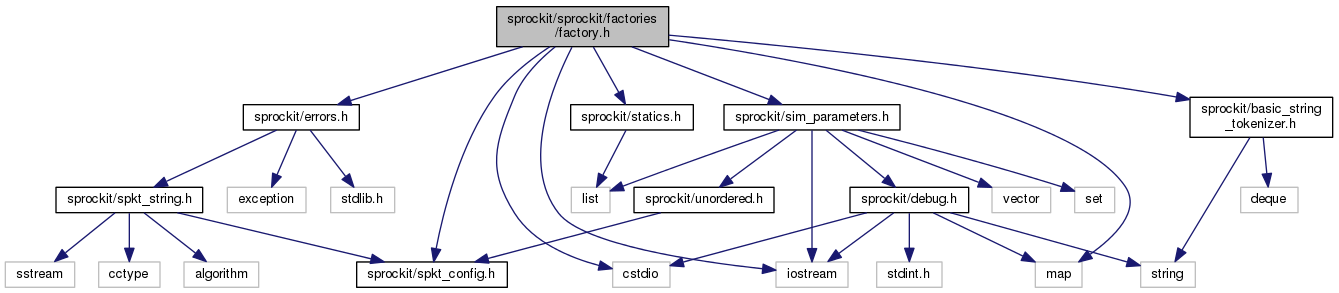 sprockit/sprockit/factories
/factory.h
sprockit/errors.h
sprockit/statics.h
sprockit/sim_parameters.h
sprockit/basic_string
_tokenizer.h
sprockit/spkt_string.h
exception
stdlib.h
list
sprockit/unordered.h
sprockit/debug.h
vector
set
deque
sstream
cctype
algorithm
sprockit/spkt_config.h
cstdio
iostream
stdint.h
map
string